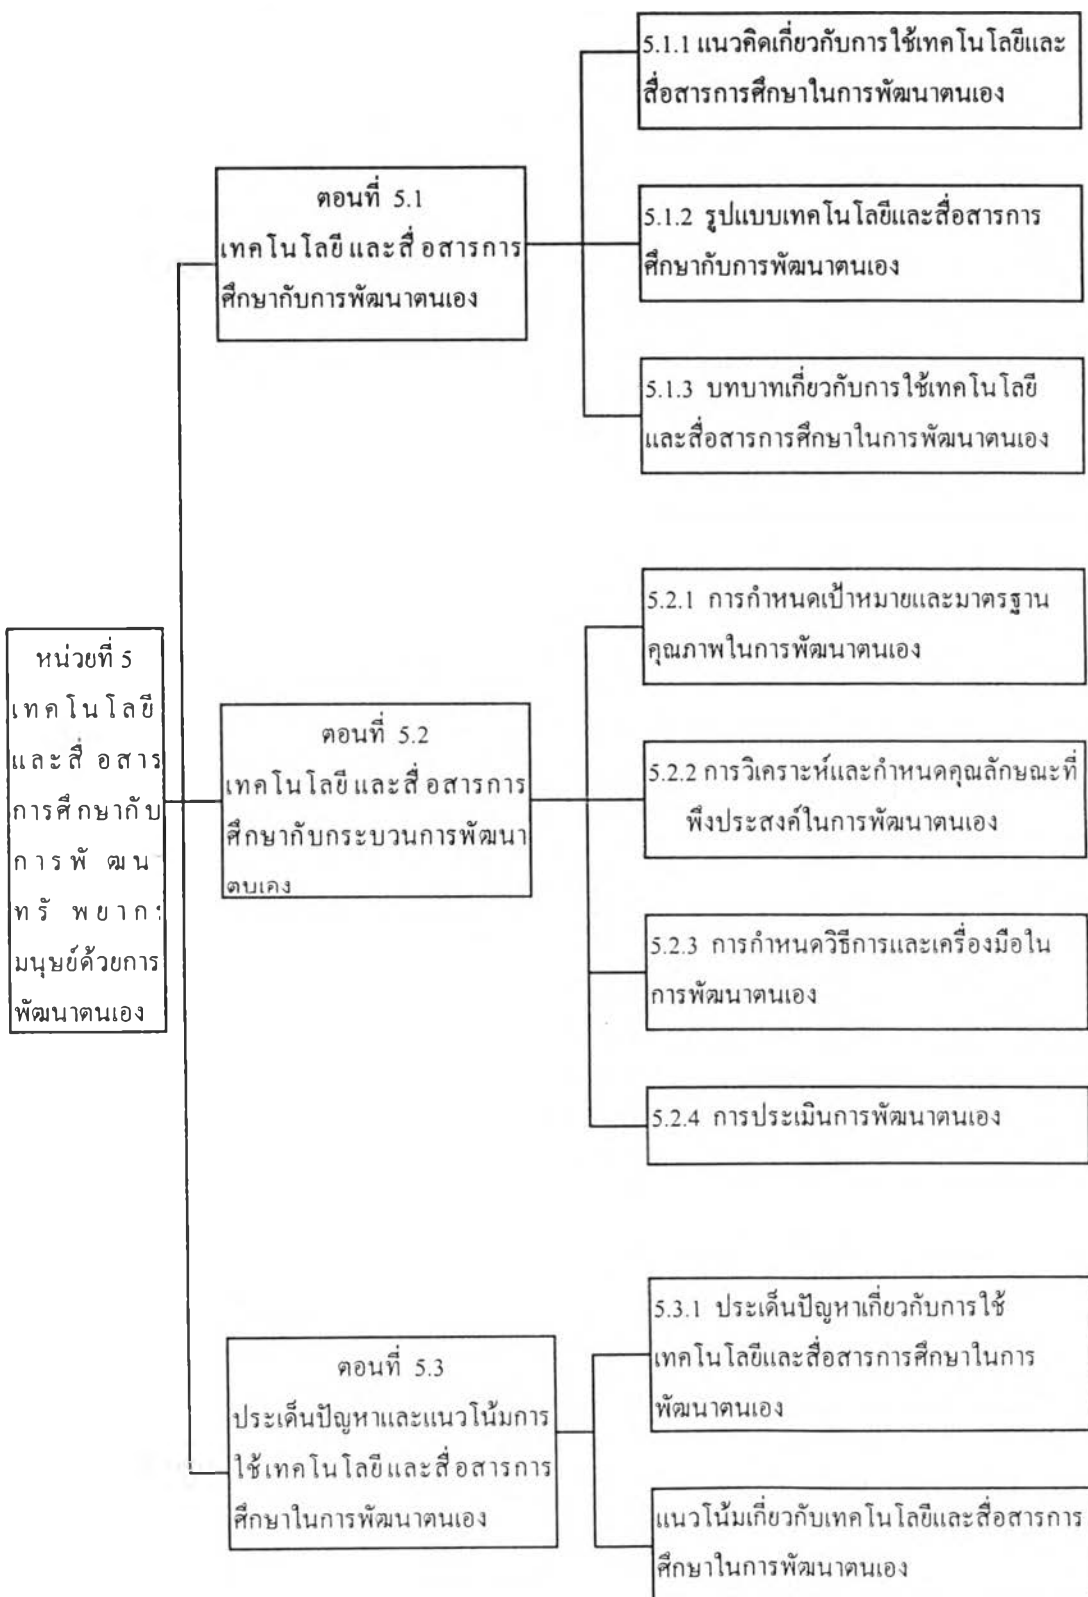 หน่วยที่ 5
เทคโนโลยี
และสื่อสาร
การศึกษากับ
การพัฒน
ทรัพยาก
มนุษย์ด้วยการ
พัฒนาตนเอง
ตอนที่ 5.1
เทคโนโลยีและสื่อสารการ
ศึกษากับการพัฒนาตนเอง
5.1.1 แนวคิดเกี่ยวกับการใช้เทคโนโลยีและ
สื่อสารการศึกษาในการพัฒนาตนเอง
5.1.2 รูปแบบเทคโนโลยีและสื่อสารการ
ศึกษากับการพัฒนาตนเอง
5.1.3 บทบาทเกี่ยวกับการใช้เทคโนโลยี
และสื่อสารการศึกษาในการพัฒนาตนเอง
ตอนที่ 5.2
เทคโนโลยีและสื่อสารการ
ศึกษากับกระบวนการพัฒนา
ตนเอง
5.2.1 การกำหนดเป้าหมายและมาตรฐาน
คุณภาพในการพัฒนาตนเอง
5.2.2 การวิเคราะห์และกำหนดคุณลักษณะที่
พึงประสงค์ในการพัฒนาตนเอง
5.2.3 การกำหนดวิธีการและเครื่องมือใน
การพัฒนาตนเอง
5.2.4 การประเมินการพัฒนาตนเอง
ตอนที่ 5.3
ประเด็นปัญหาและแนวโน้มการ
ใช้เทคโนโลยีและสื่อสารการ
ศึกษาในการพัฒนาตนเอง
5.3.1 ประเด็นปัญหาเกี่ยวกับการใช้
เทคโนโลยีและสื่อสารการศึกษาในการ
พัฒนาตนเอง
แนวโน้มเกี่ยวกับเทคโนโลยีและสื่อสารการ
ศึกษาในการพัฒนาตนเอง